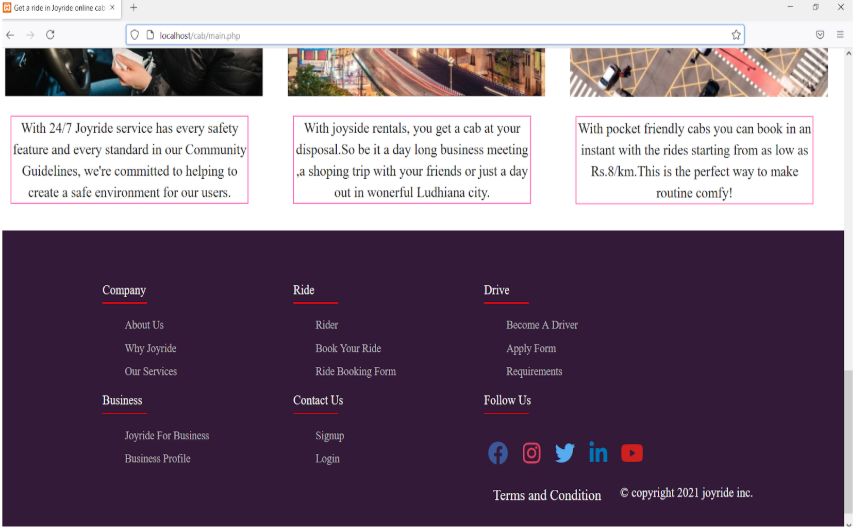 Get a ride in Joyride online cab
localhost/cab/main.php
With 24/7 Joyride service has every safety
feature and every standard in our Community
Guidelines, we're committed to helping to
create a safe environment for our users.
With joyside rentals, you get a cab at your
disposal.So be it a day long business meeting
,a shoping trip with your friends or just a day
out in wonerful Ludhiana city.
With pocket friendly cabs you can book in an
instant with the rides starting from as low as
Rs.8/km.This is the perfect way to make
routine comfy!
Company
About Us
Why Joyride
Our Services
Ride
Rider
Book Your Ride
Ride Booking Form
Drive
Become A Driver
Apply Form
Requirements
Business
Joyride For Business
Business Profile
Contact Us
Signup
Login
Follow Us
Terms and Condition
© copyright 2021 joyride inc.